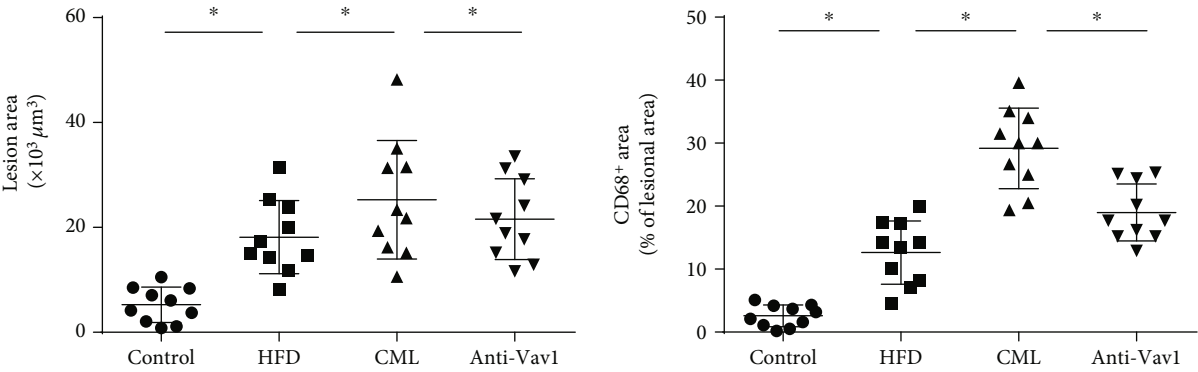 Lesion area
(×10³ μm³)
60
40
20
0
* * *
Control HFD CML Anti-Vav1
CD68⁺ area
(% of lesional area)
50
40
30
20
10
0
* * *
Control HFD CML Anti-Vav1